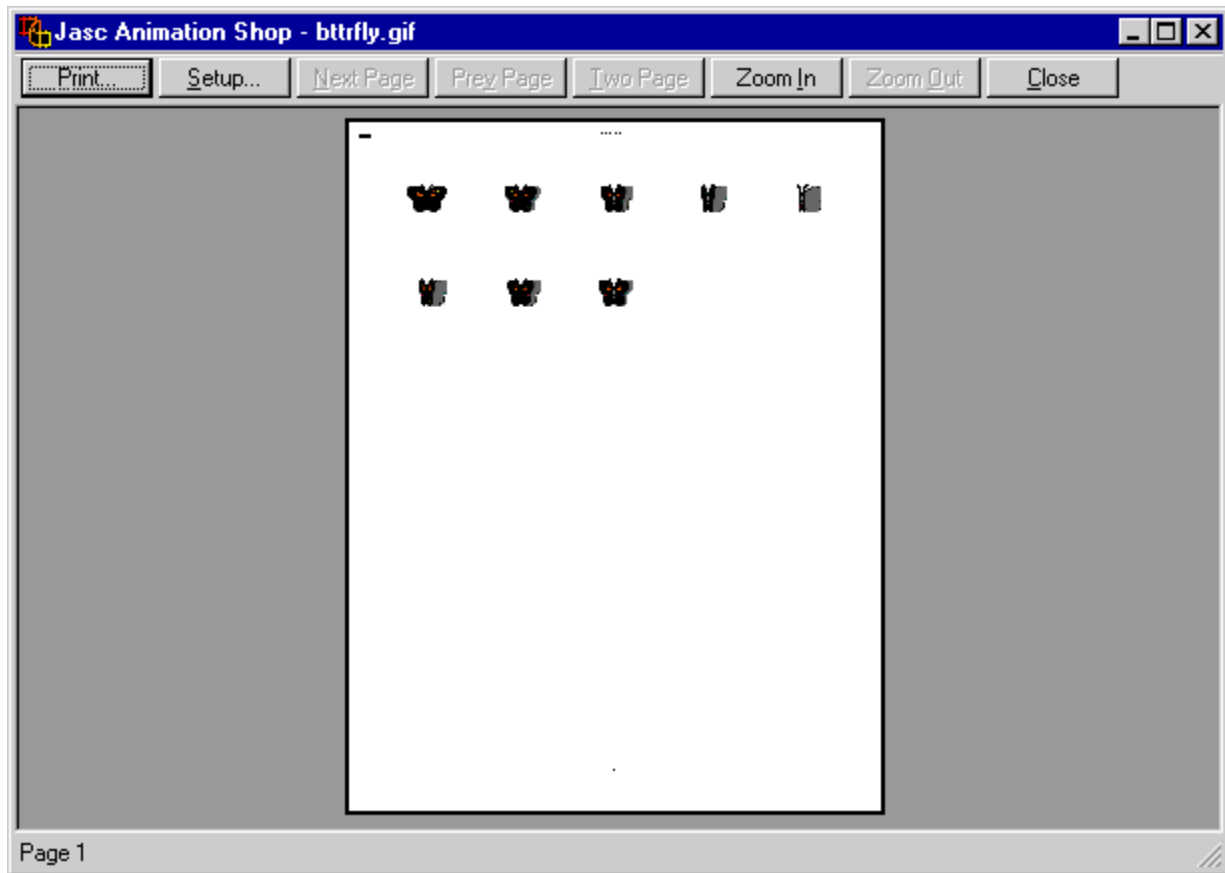 Jasc Animation Shop - bttrfly.gif
Print... Setup... Next Page Prev Page Two Page Zoom In Zoom Out Close
Page 1